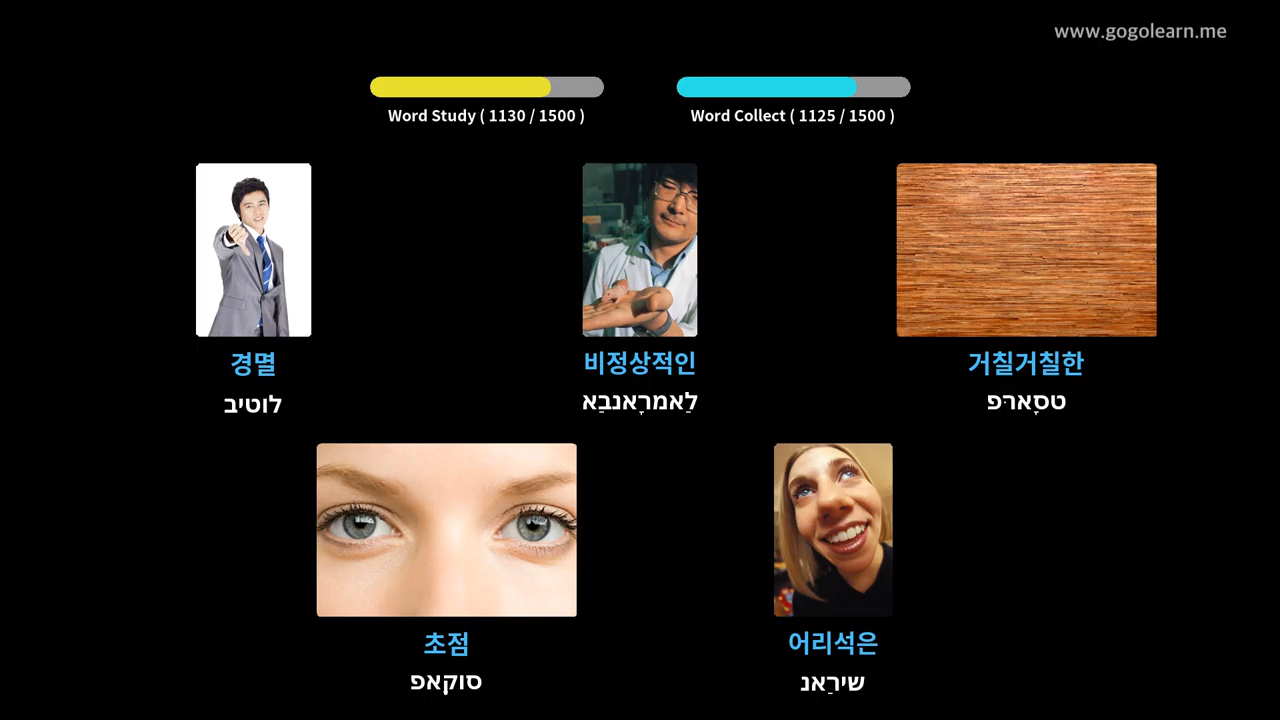 www.gogolearn.me
Word Study ( 1130 / 1500 )
Word Collect ( 1125 / 1500 )
경멸
לוטיב
비정상적인
לַאמרָאנבַא
거칠거칠한
טסָארּפ
초점
סוקאפ
어리석은
שירַאנ